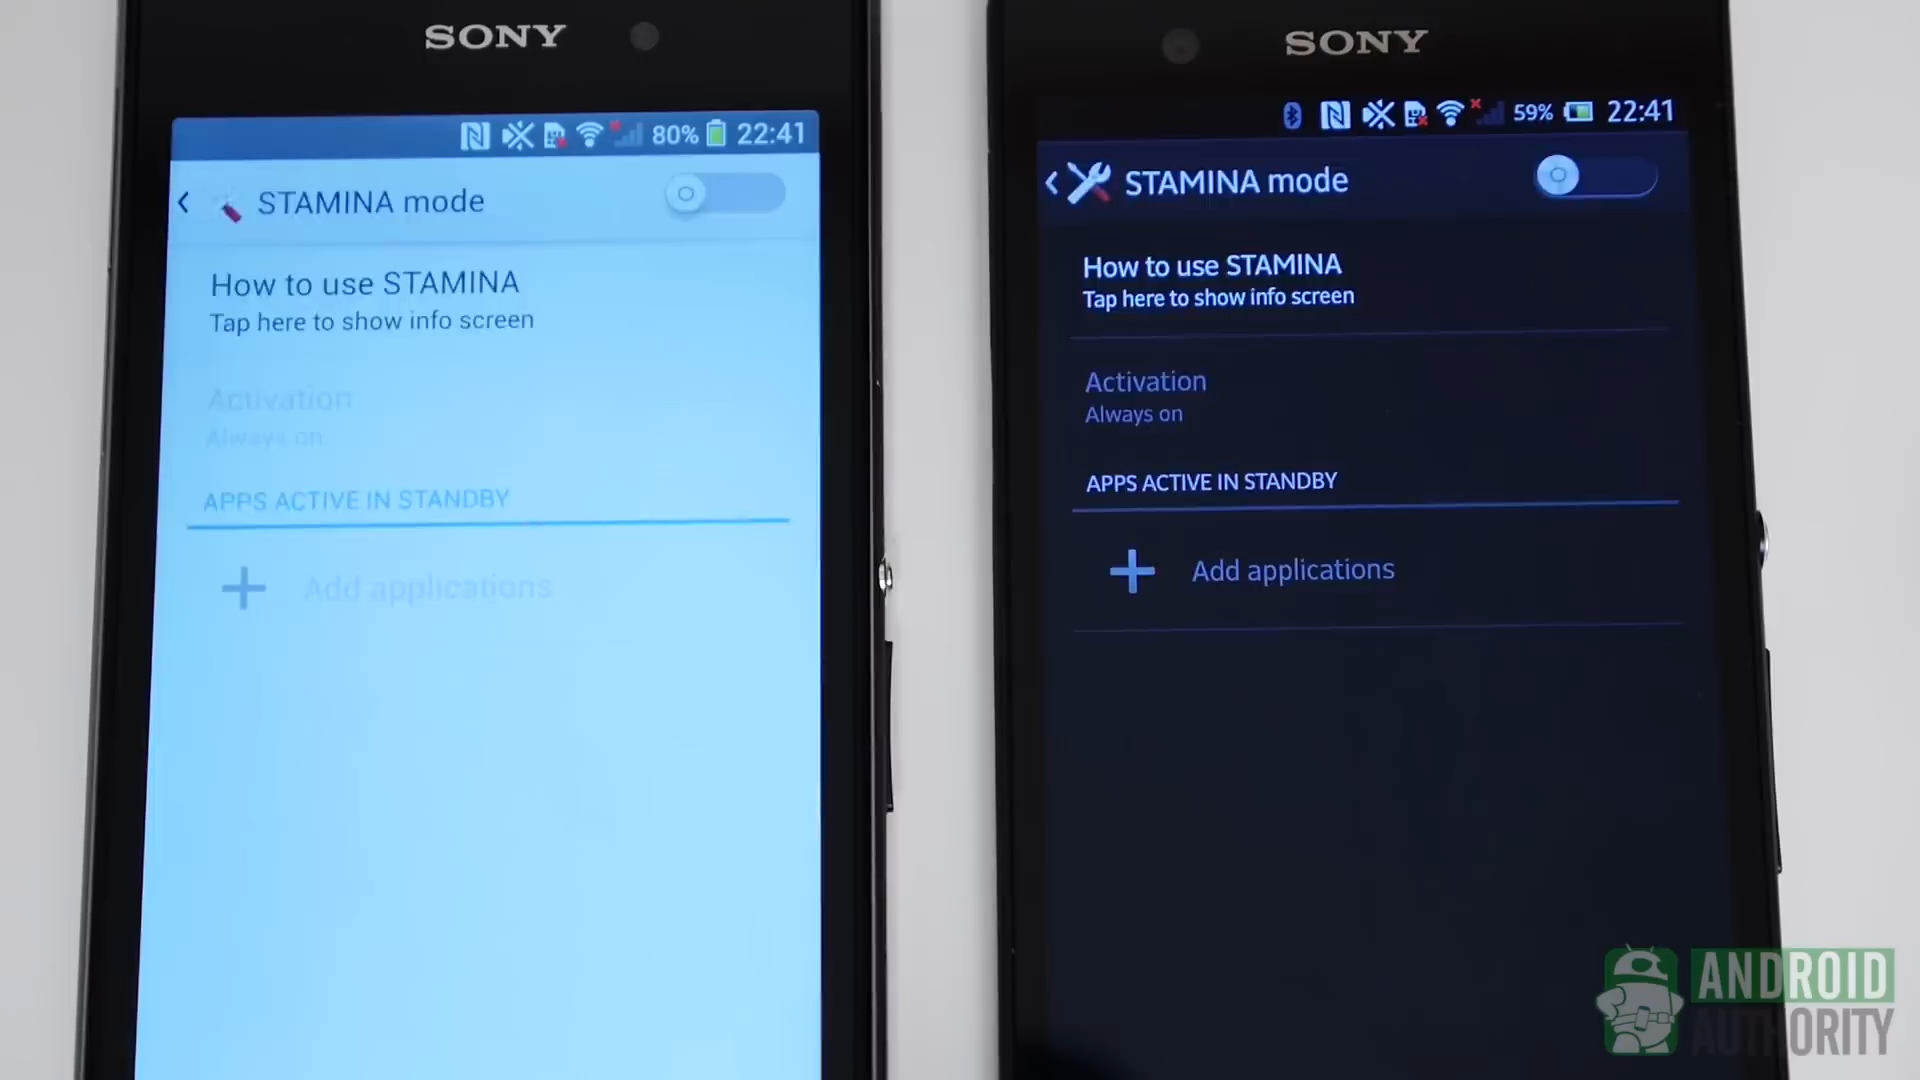 SONY
80% 22:41
STAMINA mode
How to use STAMINA
Tap here to show info screen
Activation
Always on
APPS ACTIVE IN STANDBY
Add applications
SONY
59% 22:41
STAMINA mode
How to use STAMINA
Tap here to show info screen
Activation
Always on
APPS ACTIVE IN STANDBY
Add applications
ANDROID
AUTHORITY